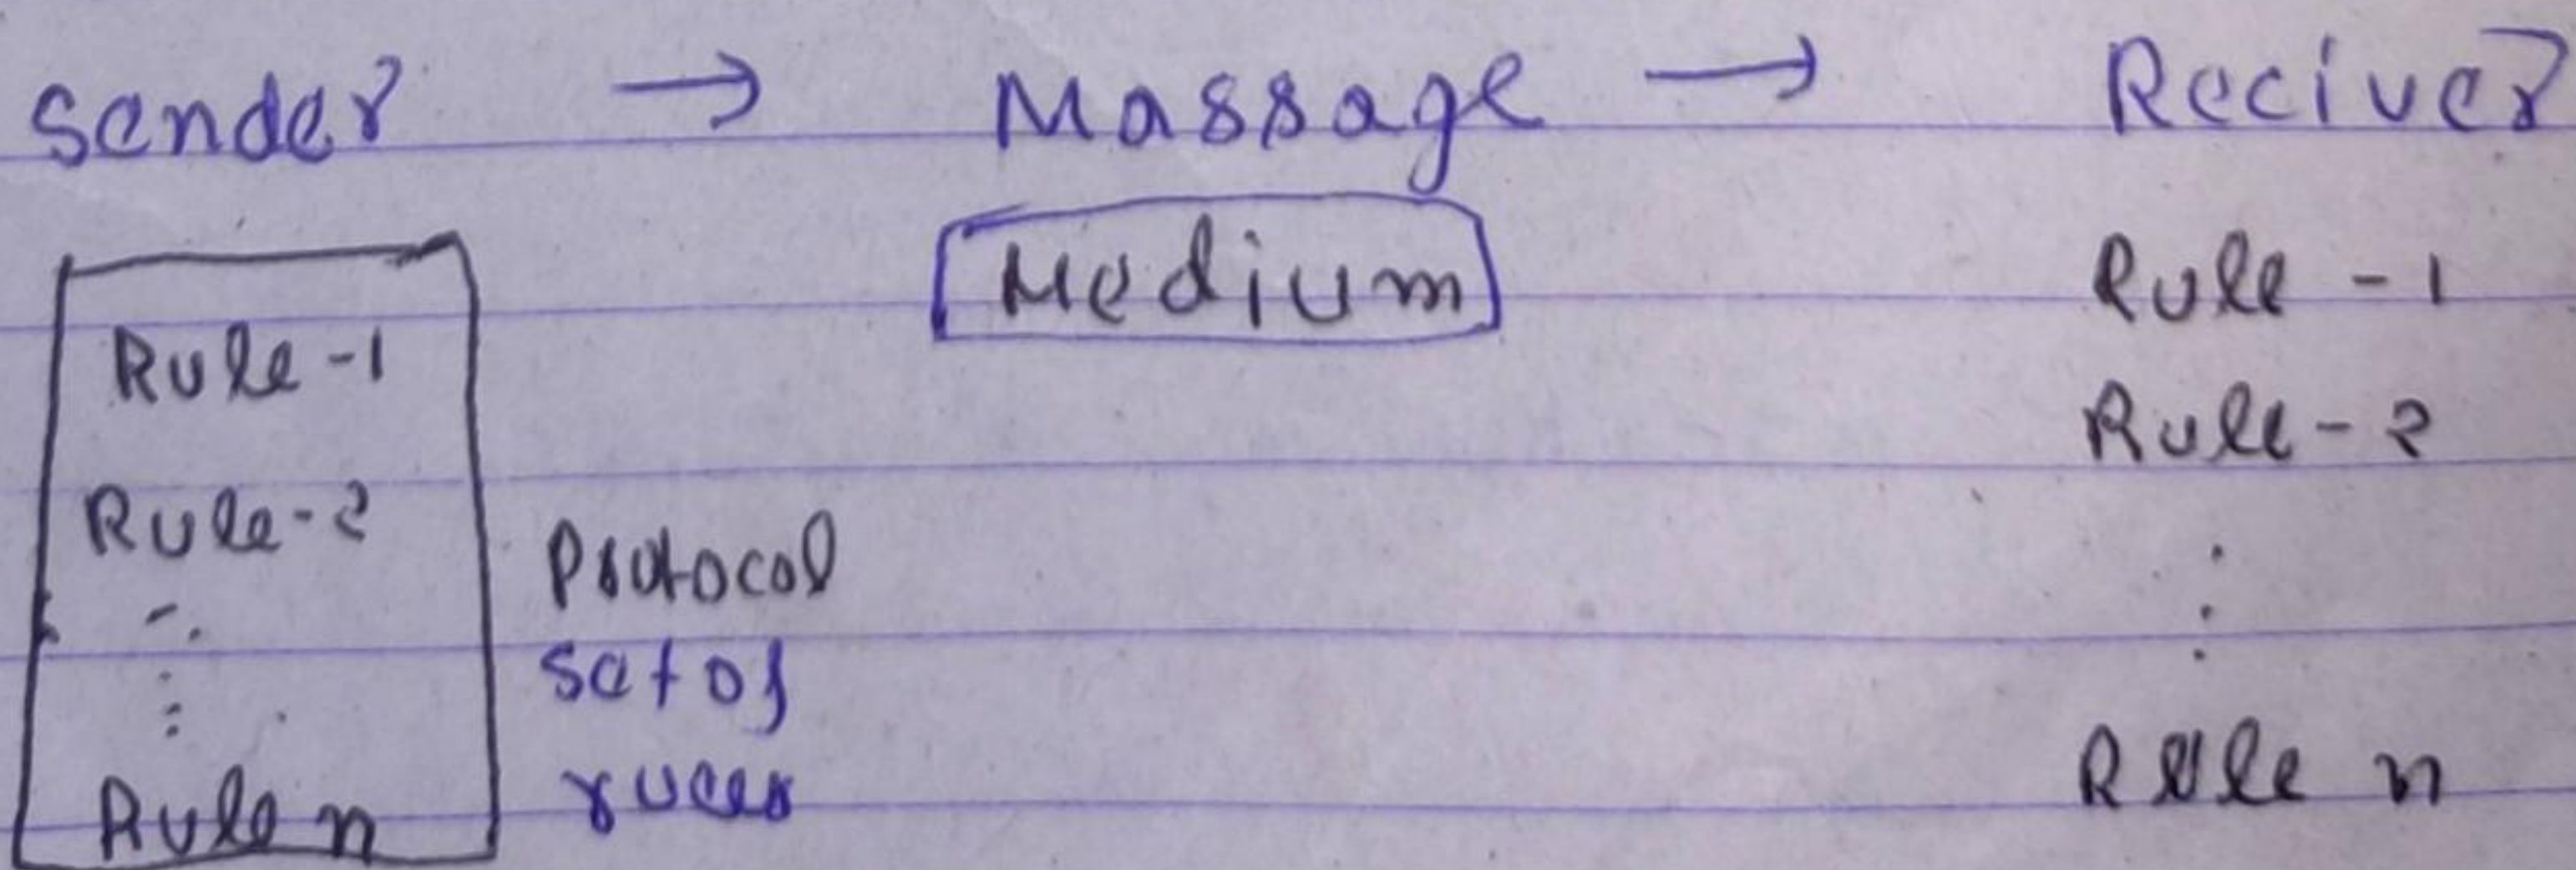 Sender → Massage → Reciver
Medium
Rule-1
Rule-2
:
Rule n
Protocol
set of
rules
Rule - 1
Rule - 2
:
Rule n